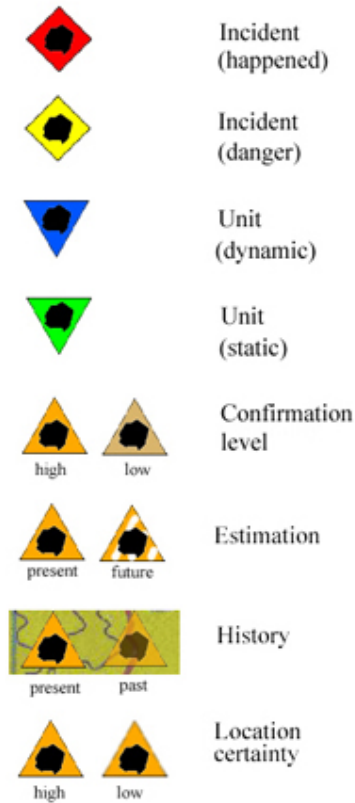 Incident
(happened)
Incident
(danger)
Unit
(dynamic)
Unit
(static)
Confirmation
level
high low
Estimation
present future
History
present past
Location
certainty
high low